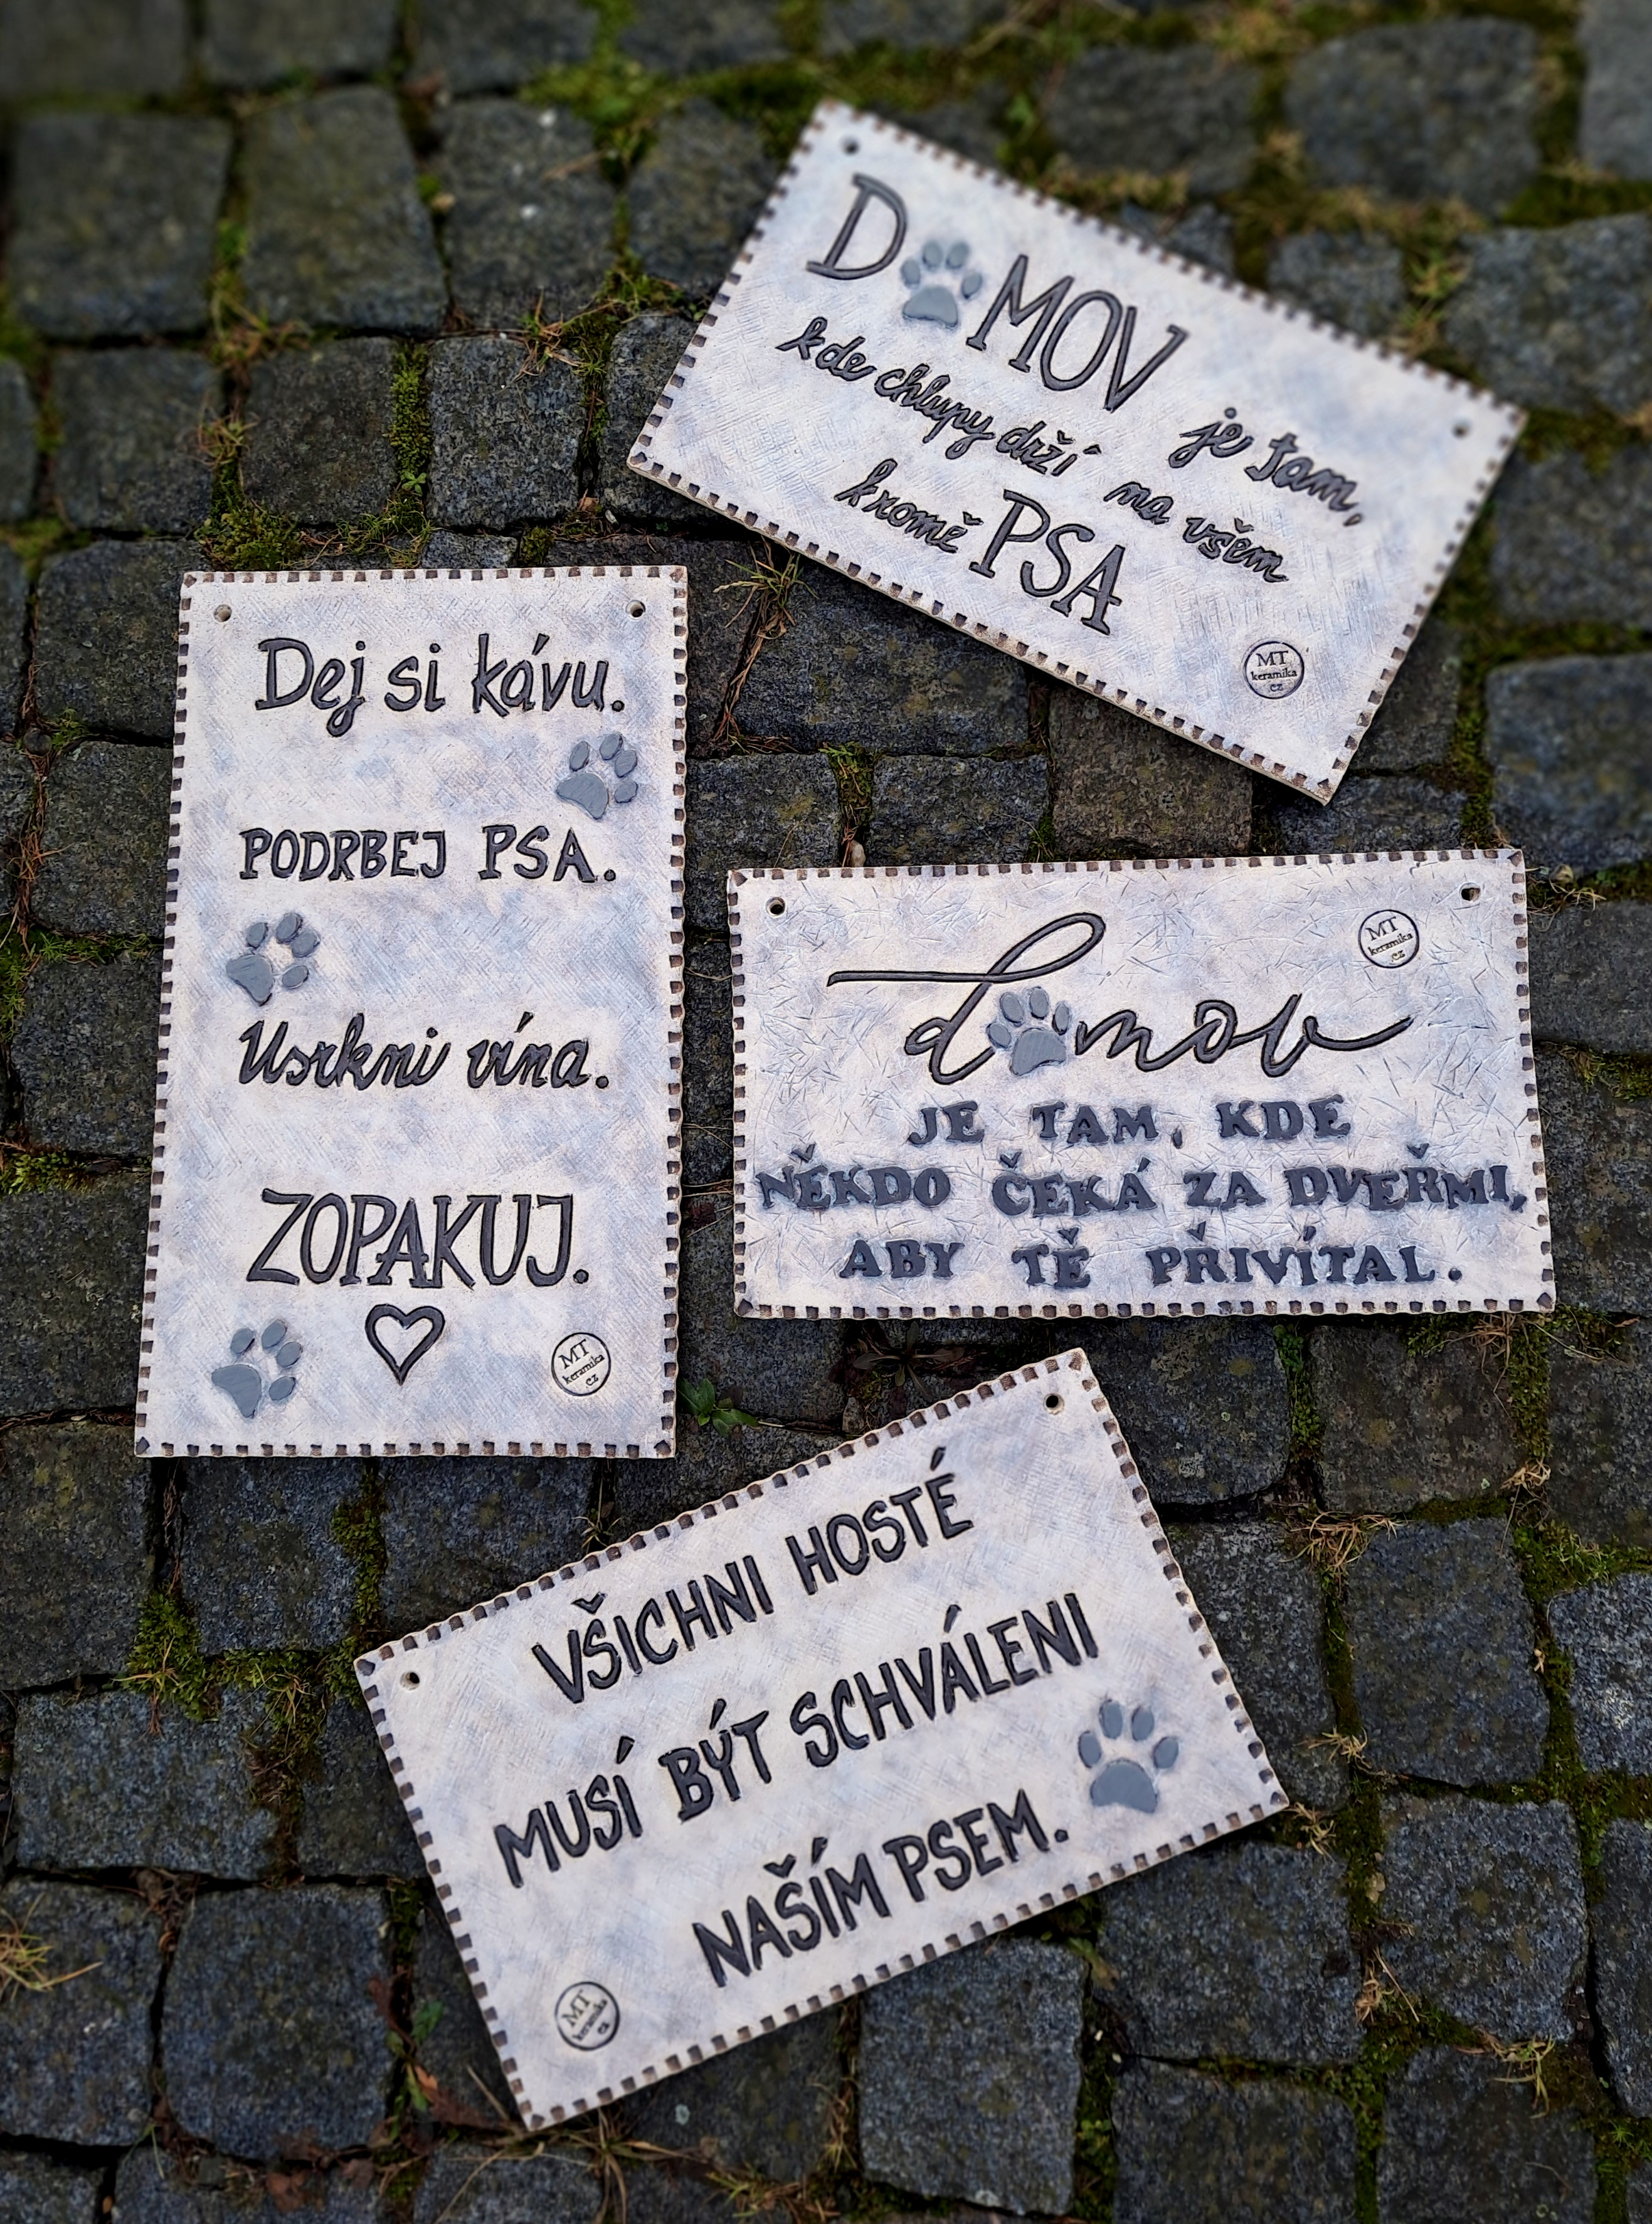 D MOV je tam,
kde chlupy drží na všem
kromě PSA
MT
keramika
cz
Dej si kávu.
PODRBEJ PSA.
Usrkni vína.
ZOPAKUJ.
MT
keramika
cz
MT
keramika
cz
d mov
JE TAM, KDE
NĚKDO ČEKÁ ZA DVEŘMI,
ABY TĚ PŘIVÍTAL.
VŠICHNI HOSTÉ
MUSÍ BÝT SCHVÁLENI
NAŠÍM PSEM.
MT
keramika
cz